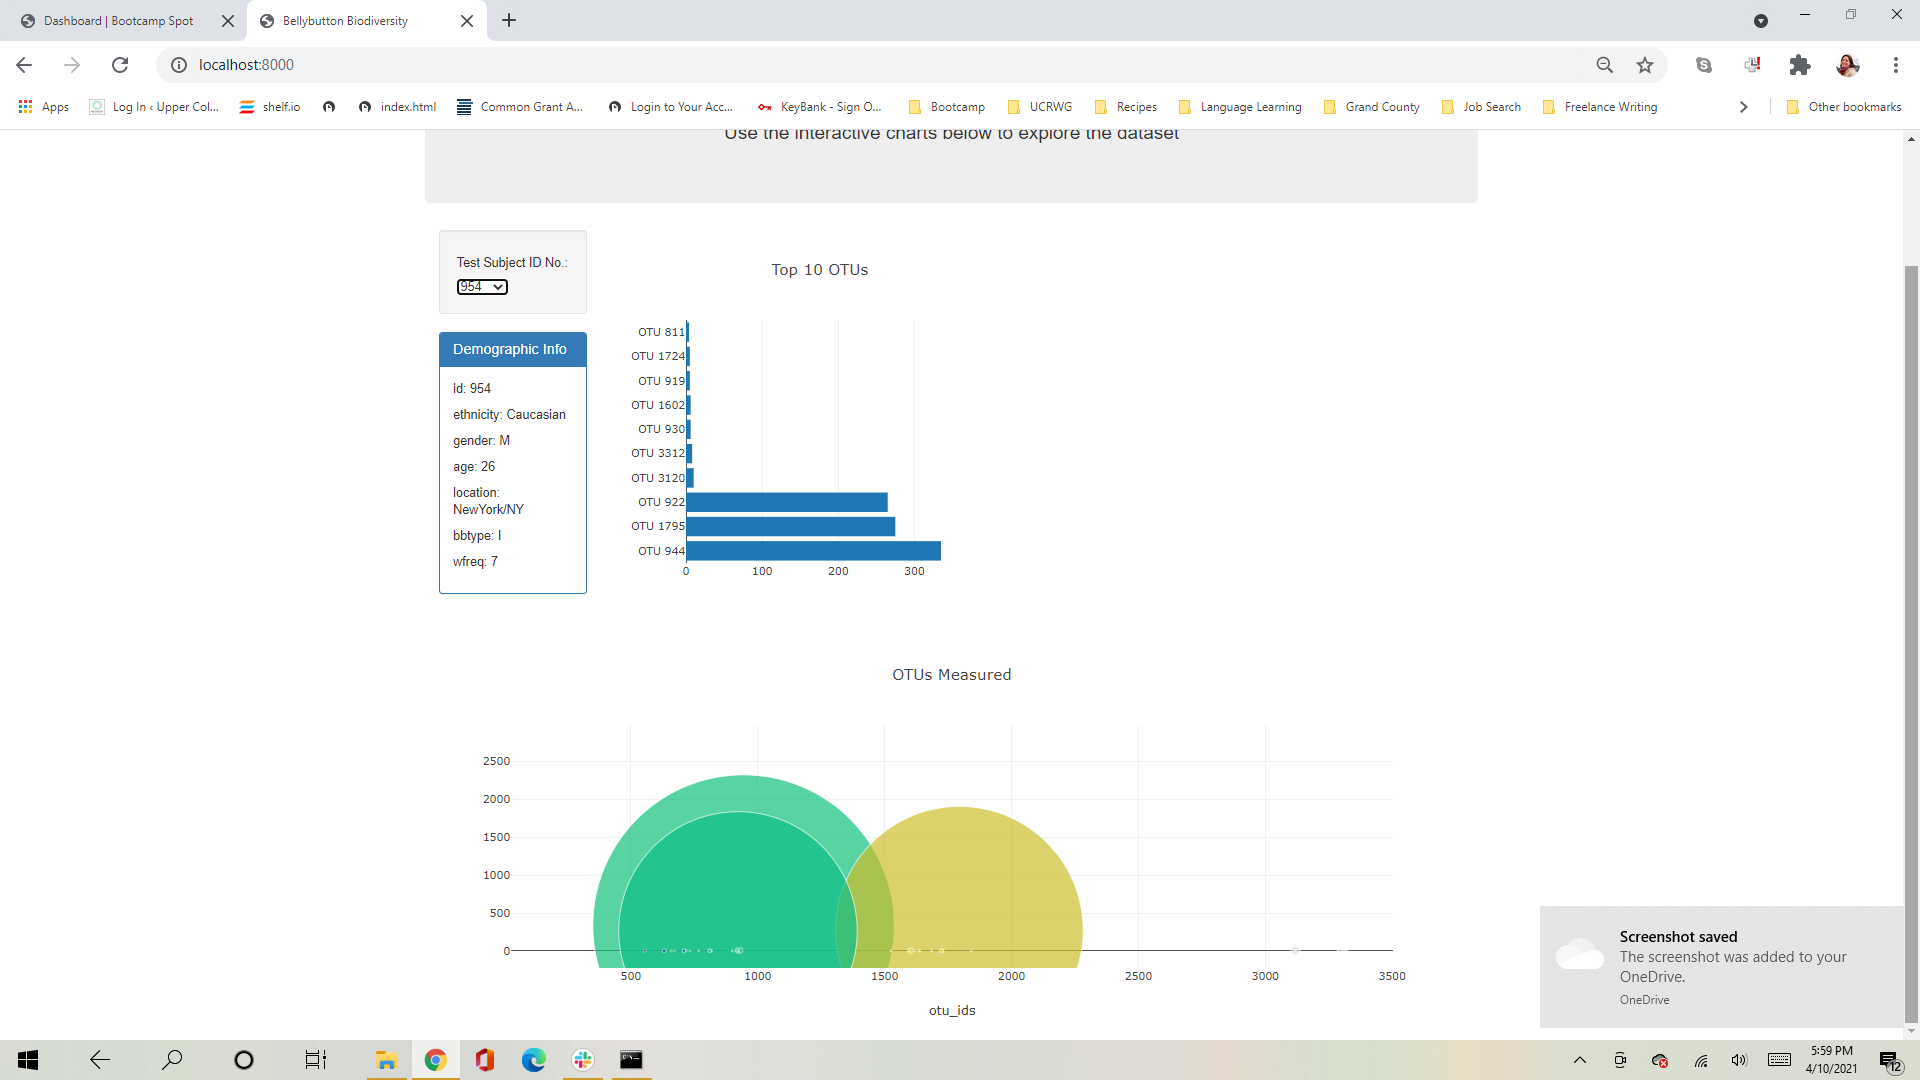 Dashboard | Bootcamp Spot
Bellybutton Biodiversity
localhost:8000
Apps
Log In ‹ Upper Col...
shelf.io
index.html
Common Grant A...
Login to Your Acc...
KeyBank - Sign O...
Bootcamp
UCRWG
Recipes
Language Learning
Grand County
Job Search
Freelance Writing
Other bookmarks
Use the interactive charts below to explore the dataset
Test Subject ID No.:
954
Demographic Info
id: 954
ethnicity: Caucasian
gender: M
age: 26
location:
NewYork/NY
bbtype: I
wfreq: 7
Top 10 OTUs
OTU 811
OTU 1724
OTU 919
OTU 1602
OTU 930
OTU 3312
OTU 3120
OTU 922
OTU 1795
OTU 944
0 100 200 300
OTUs Measured
2500
2000
1500
1000
500
0
500 1000 1500 2000 2500 3000 3500
otu_ids
Screenshot saved
The screenshot was added to your
OneDrive.
OneDrive
5:59 PM
4/10/2021
12